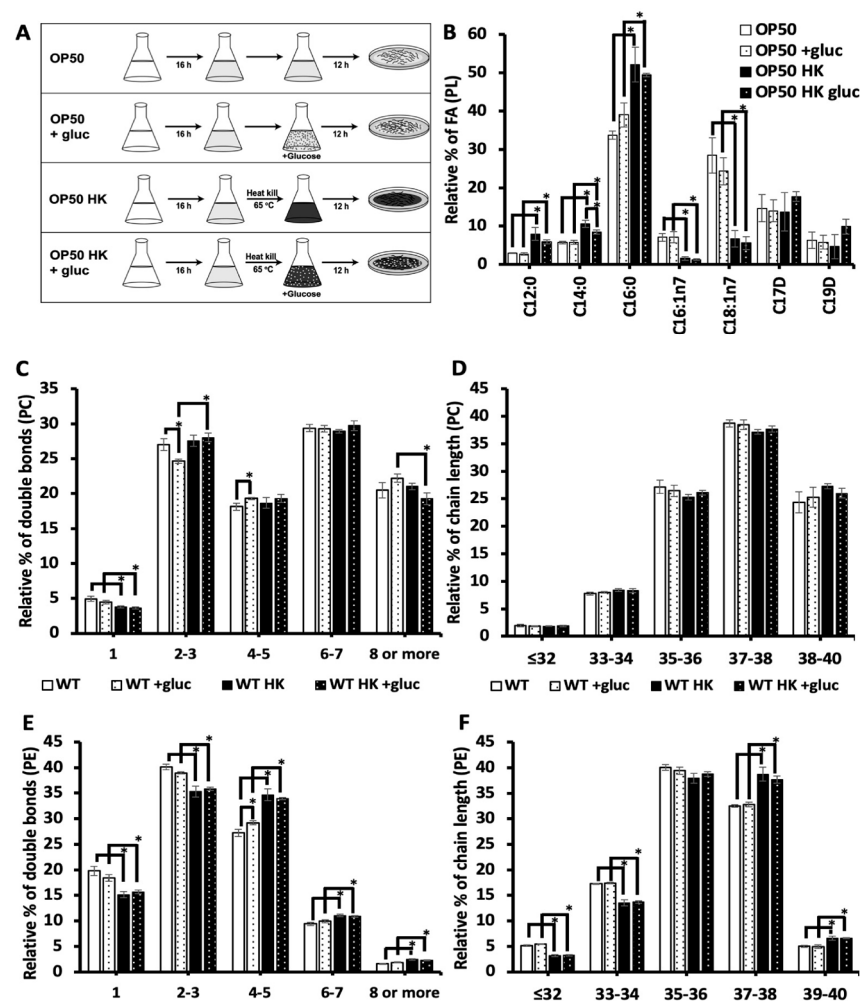 A
OP50
16 h
12 h
OP50
+ gluc
16 h
+Glucose
12 h
OP50 HK
16 h
Heat kill
65 °C
12 h
OP50 HK
+ gluc
16 h
Heat kill
65 °C
+Glucose
12 h
B
Relative % of FA (PL)
60
50
40
30
20
10
0
OP50
OP50 +gluc
OP50 HK
OP50 HK gluc
* * * * * * * * * * *
C12:0 C14:0 C16:0 C16:1n7 C18:1n7 C17D C19D
C
Relative % of double bonds (PC)
35
30
25
20
15
10
5
0
* * * * * *
1 2-3 4-5 6-7 8 or more
WT WT +gluc WT HK WT HK +gluc
D
Relative % of chain length (PC)
45
40
35
30
25
20
15
10
5
0
≤32 33-34 35-36 37-38 38-40
WT WT +gluc WT HK WT HK +gluc
E
Relative % of double bonds (PE)
45
40
35
30
25
20
15
10
5
0
* * * * * * * * * * *
1 2-3 4-5 6-7 8 or more
F
Relative % of chain length (PE)
45
40
35
30
25
20
15
10
5
0
* * * * * * * *
≤32 33-34 35-36 37-38 39-40